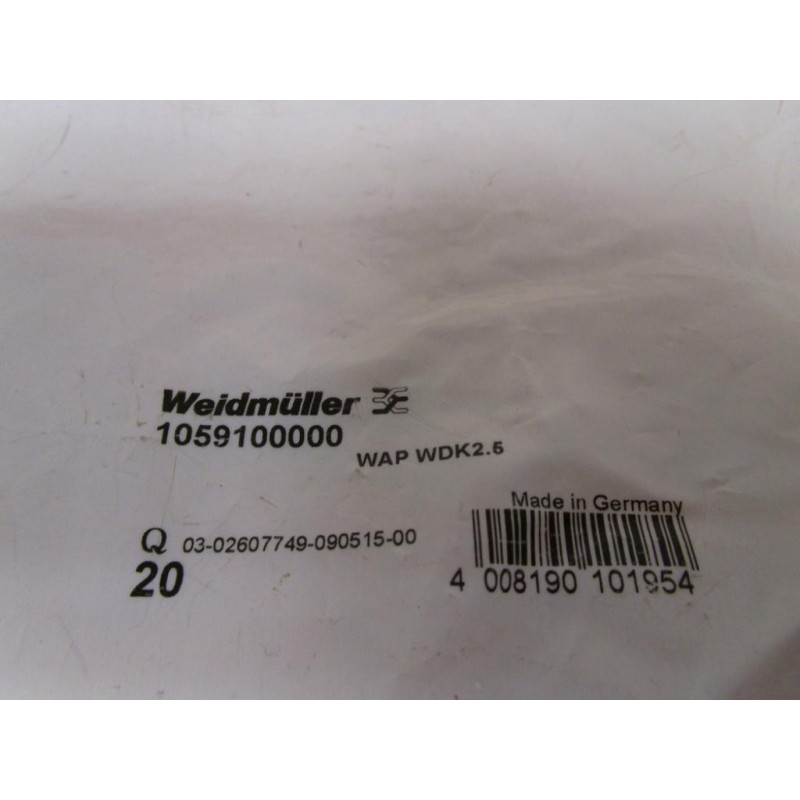 Weidmüller
1059100000
WAP WDK2.5
Made in Germany
Q 03-02607749-090515-00
20
4 008190 101954